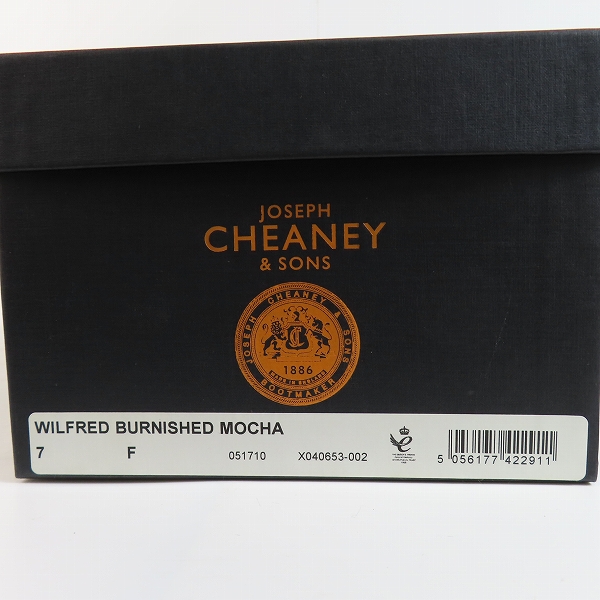 JOSEPH
CHEANEY
& SONS
JOSEPH CHEANEY & SONS
1886
MADE IN ENGLAND
BOOTMAKERS
WILFRED BURNISHED MOCHA
7 F 051710 X040653-002
5 056177 422911